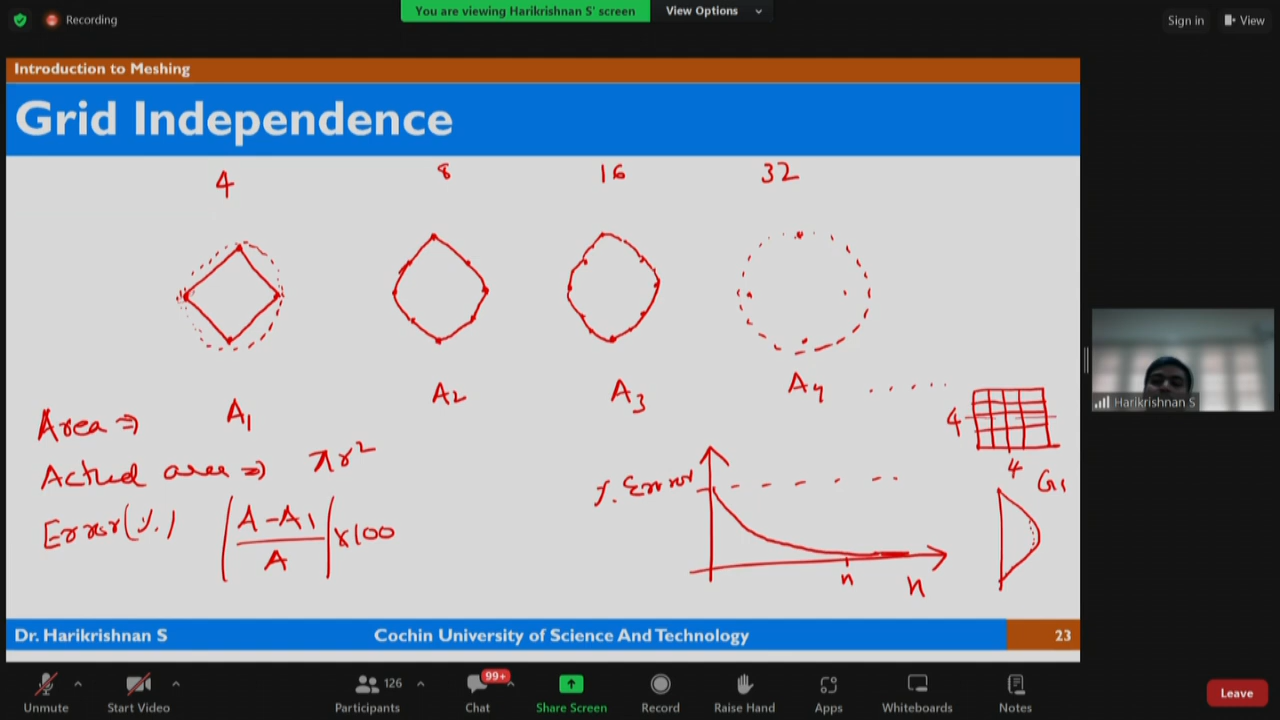 Recording
You are viewing Harikrishnan S' screen
View Options
Sign in
View
Introduction to Meshing
Grid Independence
4
8
16
32
Area ⇒
A1
A2
A3
A4 ......
Actual area ⇒ πr²
Error(%) |A-A1/A| x100
%. Error
n
n
4
4
G1
Harikrishnan S
Dr. Harikrishnan S
Cochin University of Science And Technology
23
Unmute
Start Video
126
Participants
99+
Chat
Share Screen
Record
Raise Hand
Apps
Whiteboards
Notes
Leave